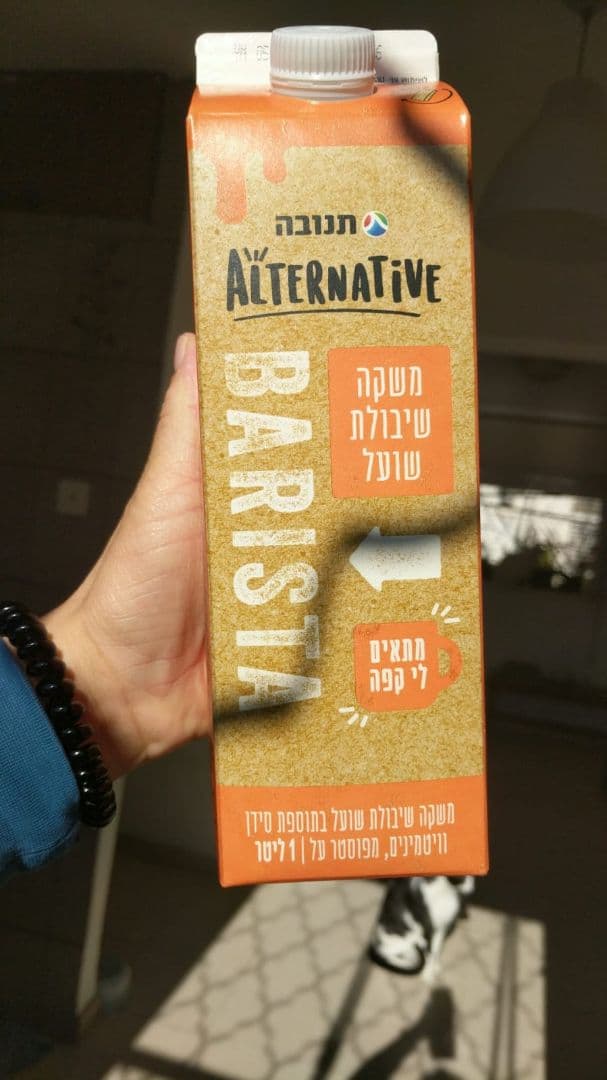 תנובה
ALTERNATIVE
BARISTA
משקה
שיבולת
שועל
מתאים
לי קפה
משקה שיבולת שועל בתוספת סידן
וויטמינים, מפוסטר על | 1 ליטר